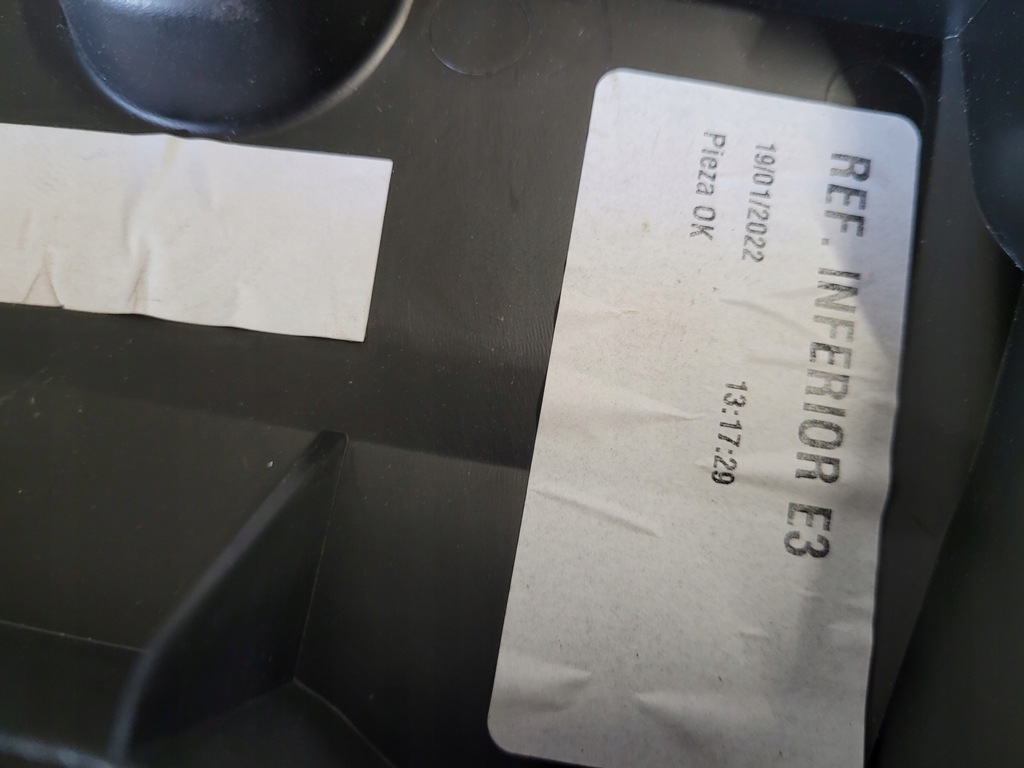 REF. INFERIOR E3
19/01/2022 13:17:29
Pieza OK